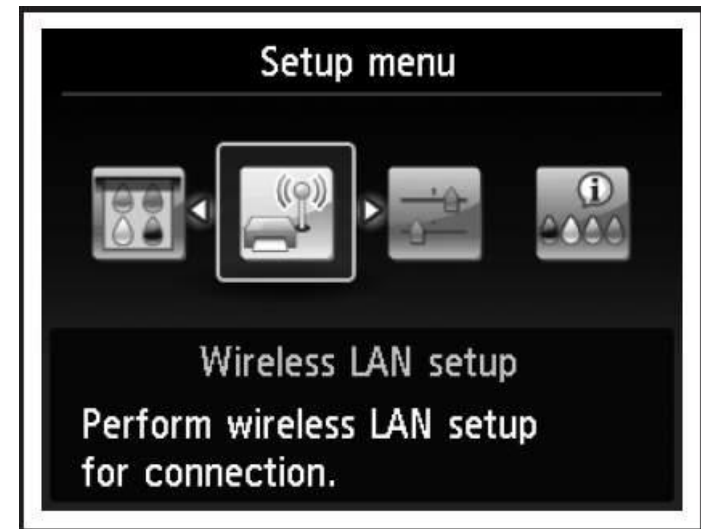 Setup menu
Wireless LAN setup
Perform wireless LAN setup
for connection.